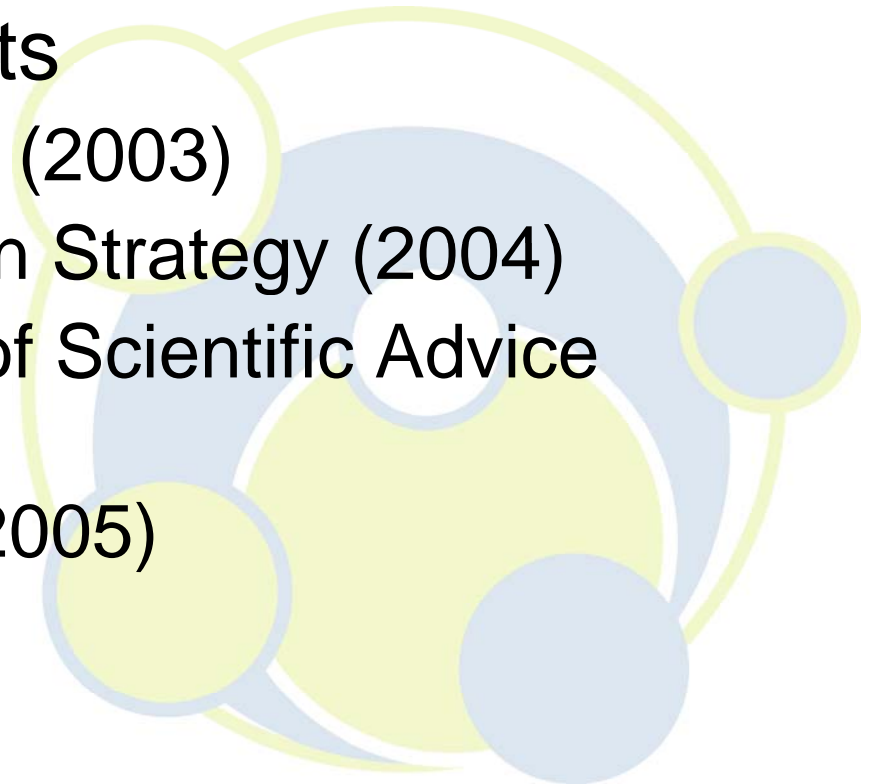 ts
(2003)
n Strategy (2004)
of Scientific Advice
2005)